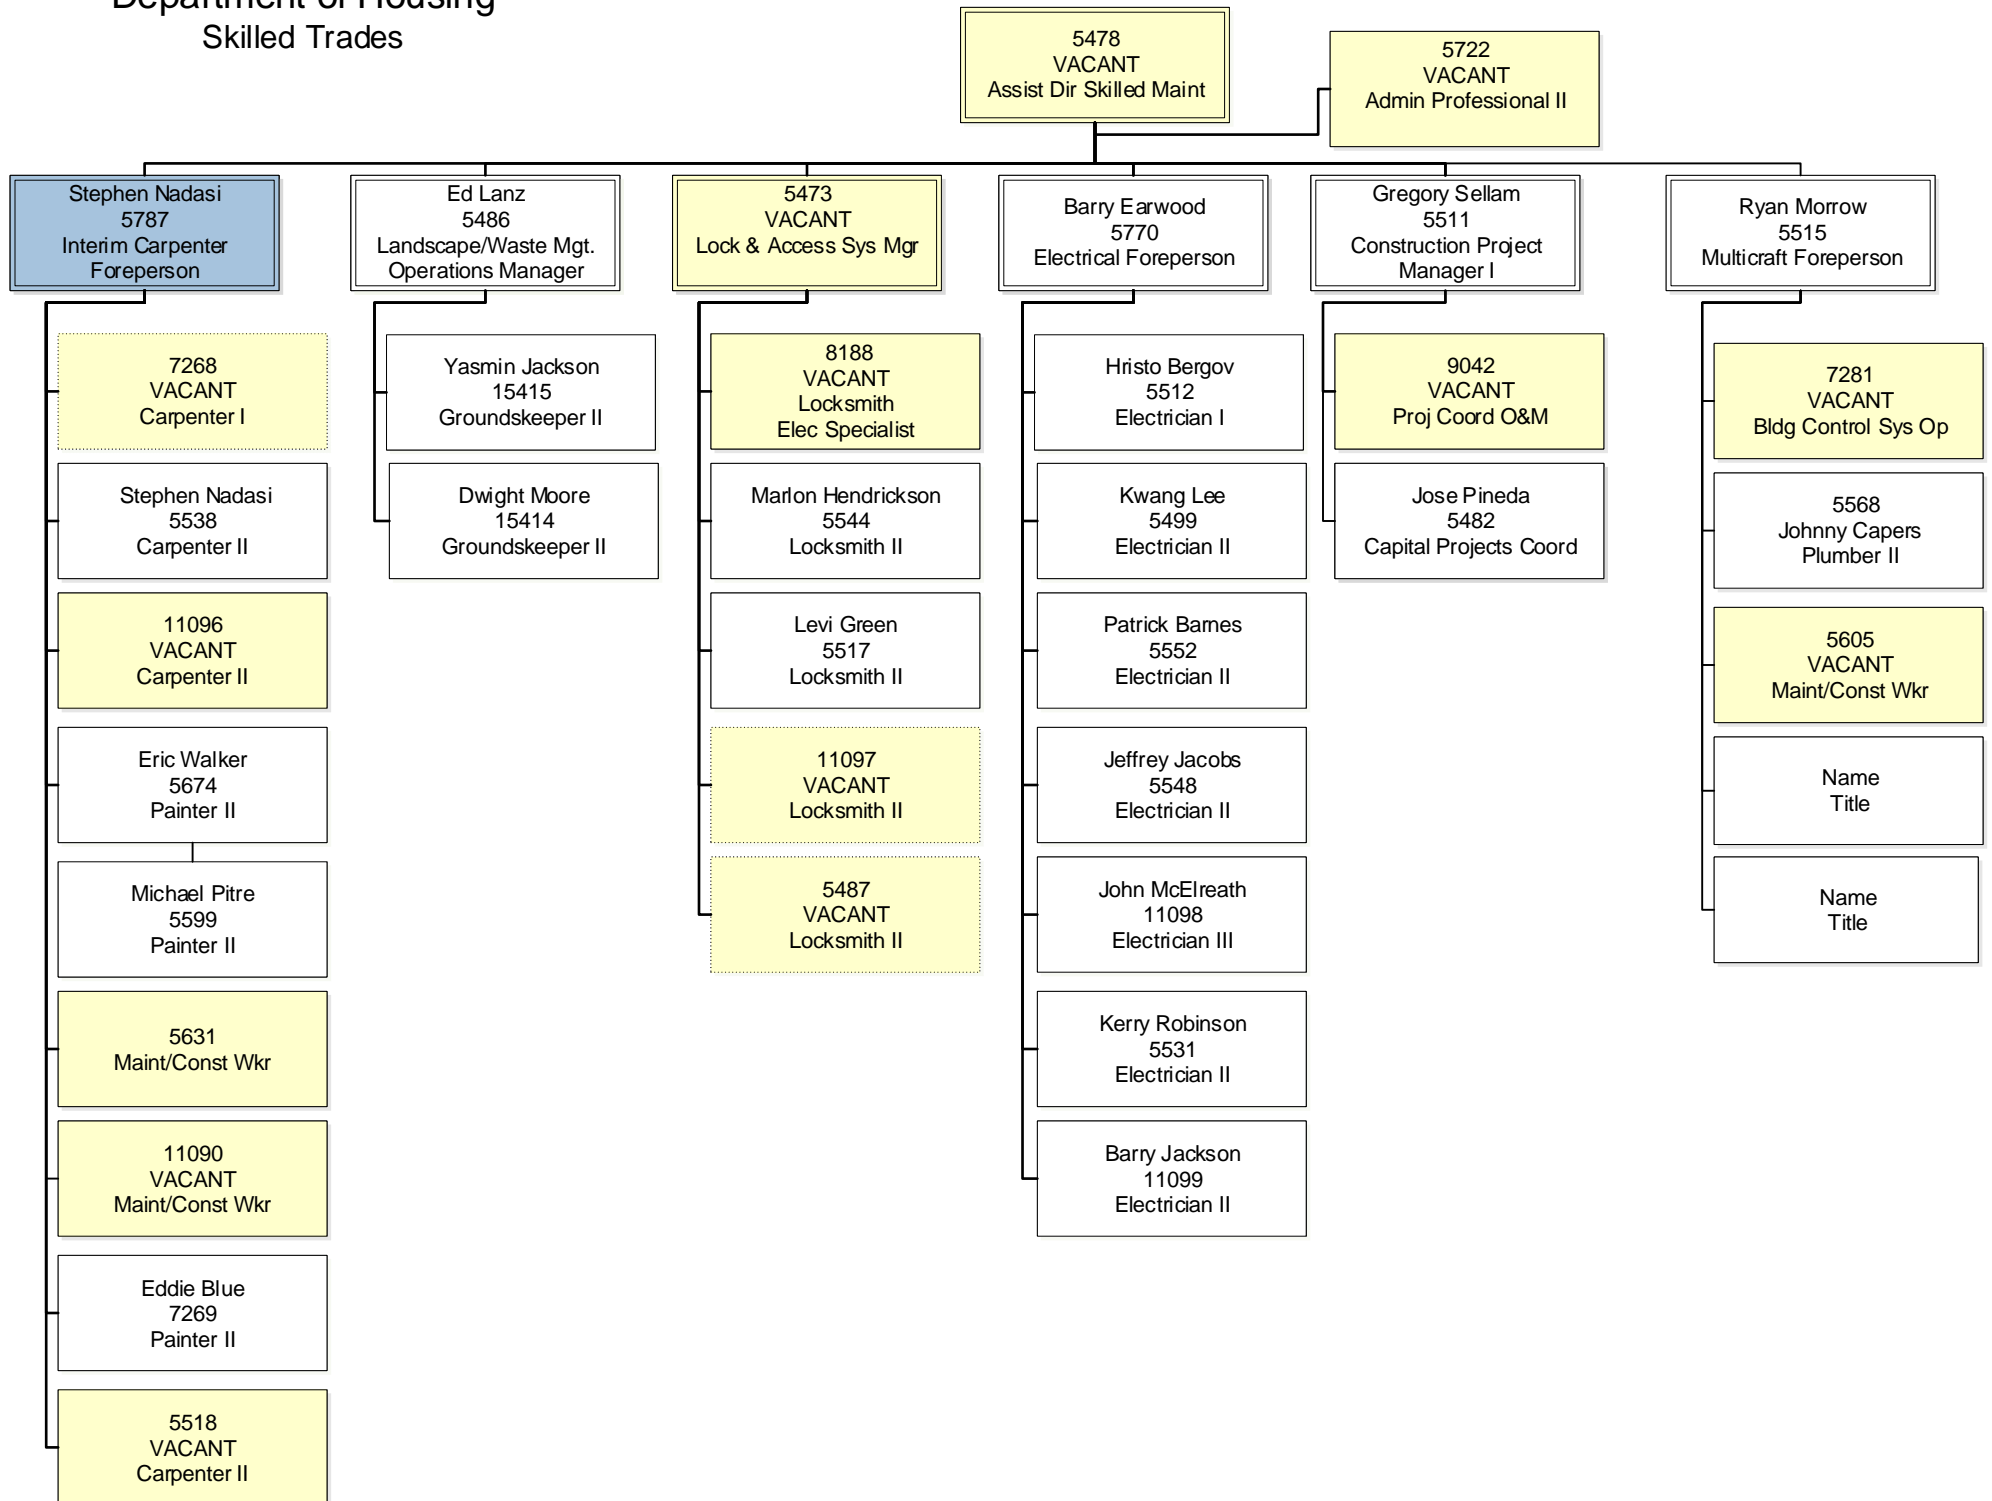 Department of Housing
Skilled Trades
5478
VACANT
Assist Dir Skilled Maint
5722
VACANT
Admin Professional II
Stephen Nadasi
5787
Interim Carpenter
Foreperson
Ed Lanz
5486
Landscape/Waste Mgt.
Operations Manager
5473
VACANT
Lock & Access Sys Mgr
Barry Earwood
5770
Electrical Foreperson
Gregory Sellam
5511
Construction Project
Manager I
Ryan Morrow
5515
Multicraft Foreperson
7268
VACANT
Carpenter I
Stephen Nadasi
5538
Carpenter II
11096
VACANT
Carpenter II
Eric Walker
5674
Painter II
Michael Pitre
5599
Painter II
5631
Maint/Const Wkr
11090
VACANT
Maint/Const Wkr
Eddie Blue
7269
Painter II
5518
VACANT
Carpenter II
Yasmin Jackson
15415
Groundskeeper II
Dwight Moore
15414
Groundskeeper II
8188
VACANT
Locksmith
Elec Specialist
Marlon Hendrickson
5544
Locksmith II
Levi Green
5517
Locksmith II
11097
VACANT
Locksmith II
5487
VACANT
Locksmith II
Hristo Bergov
5512
Electrician I
Kwang Lee
5499
Electrician II
Patrick Barnes
5552
Electrician II
Jeffrey Jacobs
5548
Electrician II
John McElreath
11098
Electrician III
Kerry Robinson
5531
Electrician II
Barry Jackson
11099
Electrician II
9042
VACANT
Proj Coord O&M
Jose Pineda
5482
Capital Projects Coord
7281
VACANT
Bldg Control Sys Op
5568
Johnny Capers
Plumber II
5605
VACANT
Maint/Const Wkr
Name
Title
Name
Title